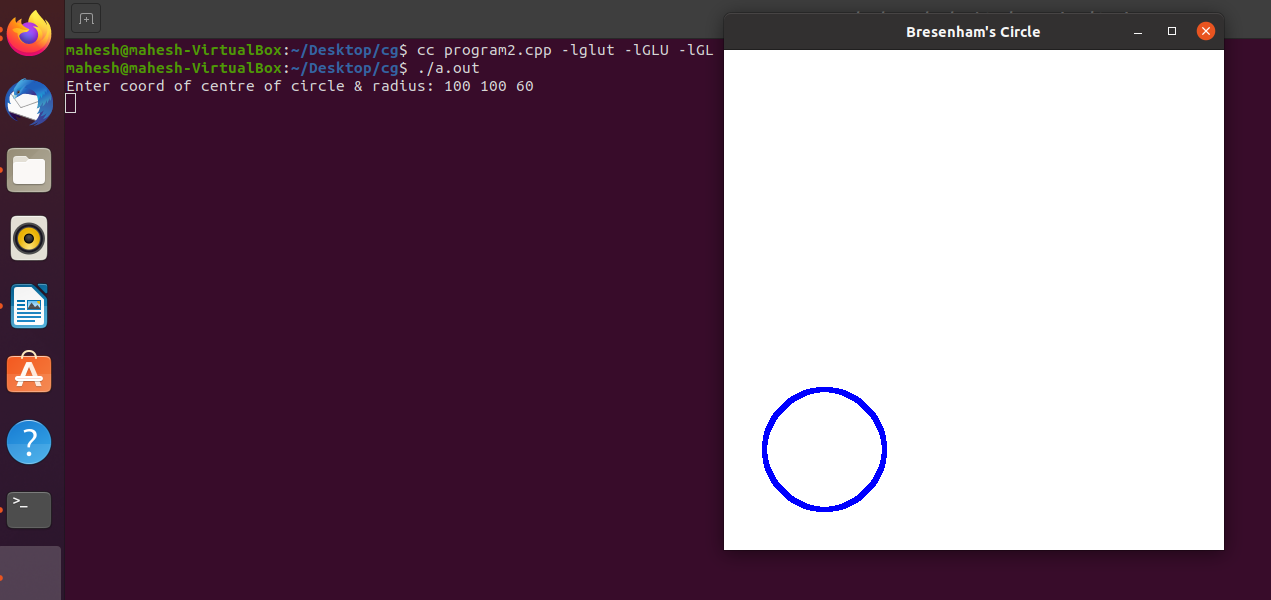 mahesh@mahesh-VirtualBox:~/Desktop/cg$ cc program2.cpp -lglut -lGLU -lGL
mahesh@mahesh-VirtualBox:~/Desktop/cg$ ./a.out
Enter coord of centre of circle & radius: 100 100 60
Bresenham's Circle